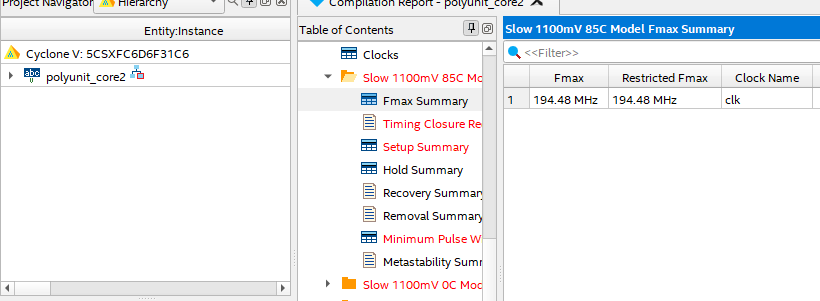 Project Navigator
Hierarchy
Entity:Instance
Cyclone V: 5CSXFC6D6F31C6
abc
polyunit_core2
Compilation Report - polyunit_core2
Table of Contents
Clocks
Slow 1100mV 85C Mo
Fmax Summary
Timing Closure Re
Setup Summary
Hold Summary
Recovery Summary
Removal Summary
Minimum Pulse W
Metastability Sum
Slow 1100mV 0C Mod
Slow 1100mV 85C Model Fmax Summary
<<Filter>>
Fmax Restricted Fmax Clock Name
1 194.48 MHz 194.48 MHz clk